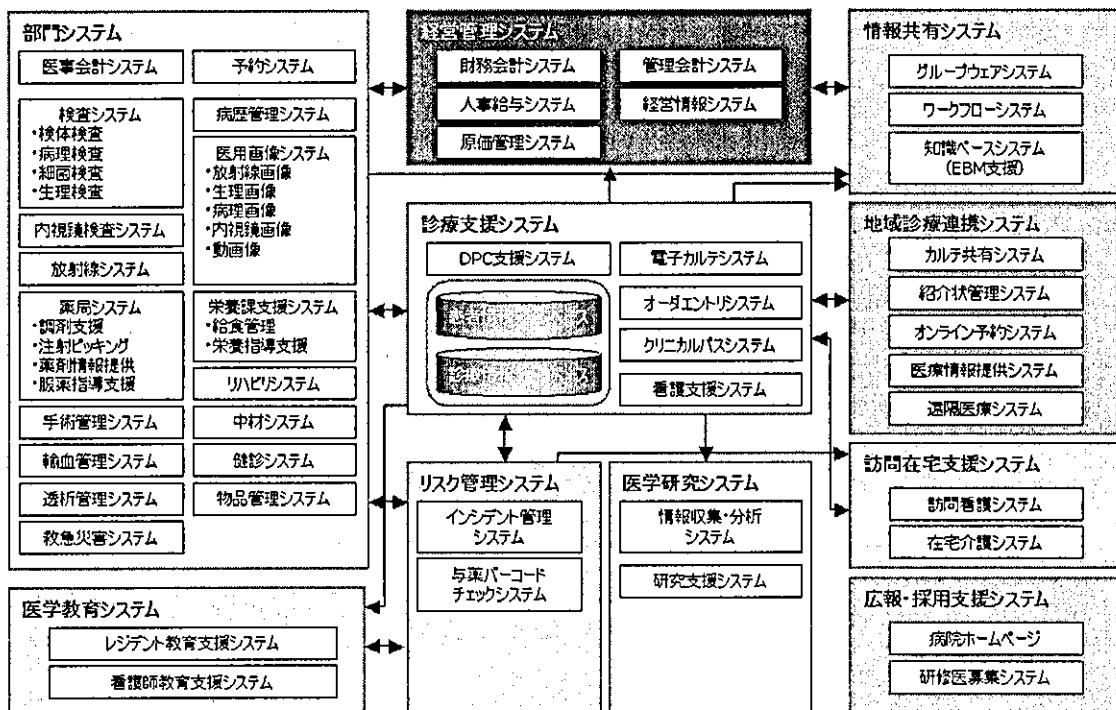 部門システム
医事会計システム
予約システム
検査システム
・検体検査
・病理検査
・細菌検査
・生理検査
病歴管理システム
医用画像システム
・放射線画像
・生理画像
・病理画像
・内視鏡画像
・動画像
内視鏡検査システム
放射線システム
薬局システム
・調剤支援
・注射ピッキング
・薬剤情報提供
・服薬指導支援
栄養課支援システム
・給食管理
・栄養指導支援
リハビリシステム
手術管理システム
中材システム
輸血管理システム
健診システム
透析管理システム
物品管理システム
救急災害システム
医学教育システム
レジデント教育支援システム
看護師教育支援システム
経営管理システム
財務会計システム
管理会計システム
人事給与システム
経営情報システム
原価管理システム
診療支援システム
DPC支援システム
電子カルテシステム
オーダエントリシステム
クリニカルパスシステム
看護支援システム
リスク管理システム
インシデント管理
システム
与薬バーコード
チェックシステム
医学研究システム
情報収集・分析
システム
研究支援システム
情報共有システム
グループウェアシステム
ワークフローシステム
知識ベースシステム
(EBM支援)
地域診療連携システム
カルテ共有システム
紹介状管理システム
オンライン予約システム
医療情報提供システム
遠隔医療システム
訪問在宅支援システム
訪問看護システム
在宅介護システム
広報・採用支援システム
病院ホームページ
研修医募集システム